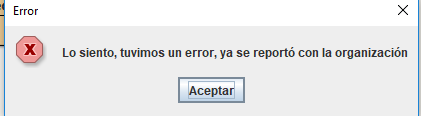 Error
Lo siento, tuvimos un error, ya se reportó con la organización
Aceptar